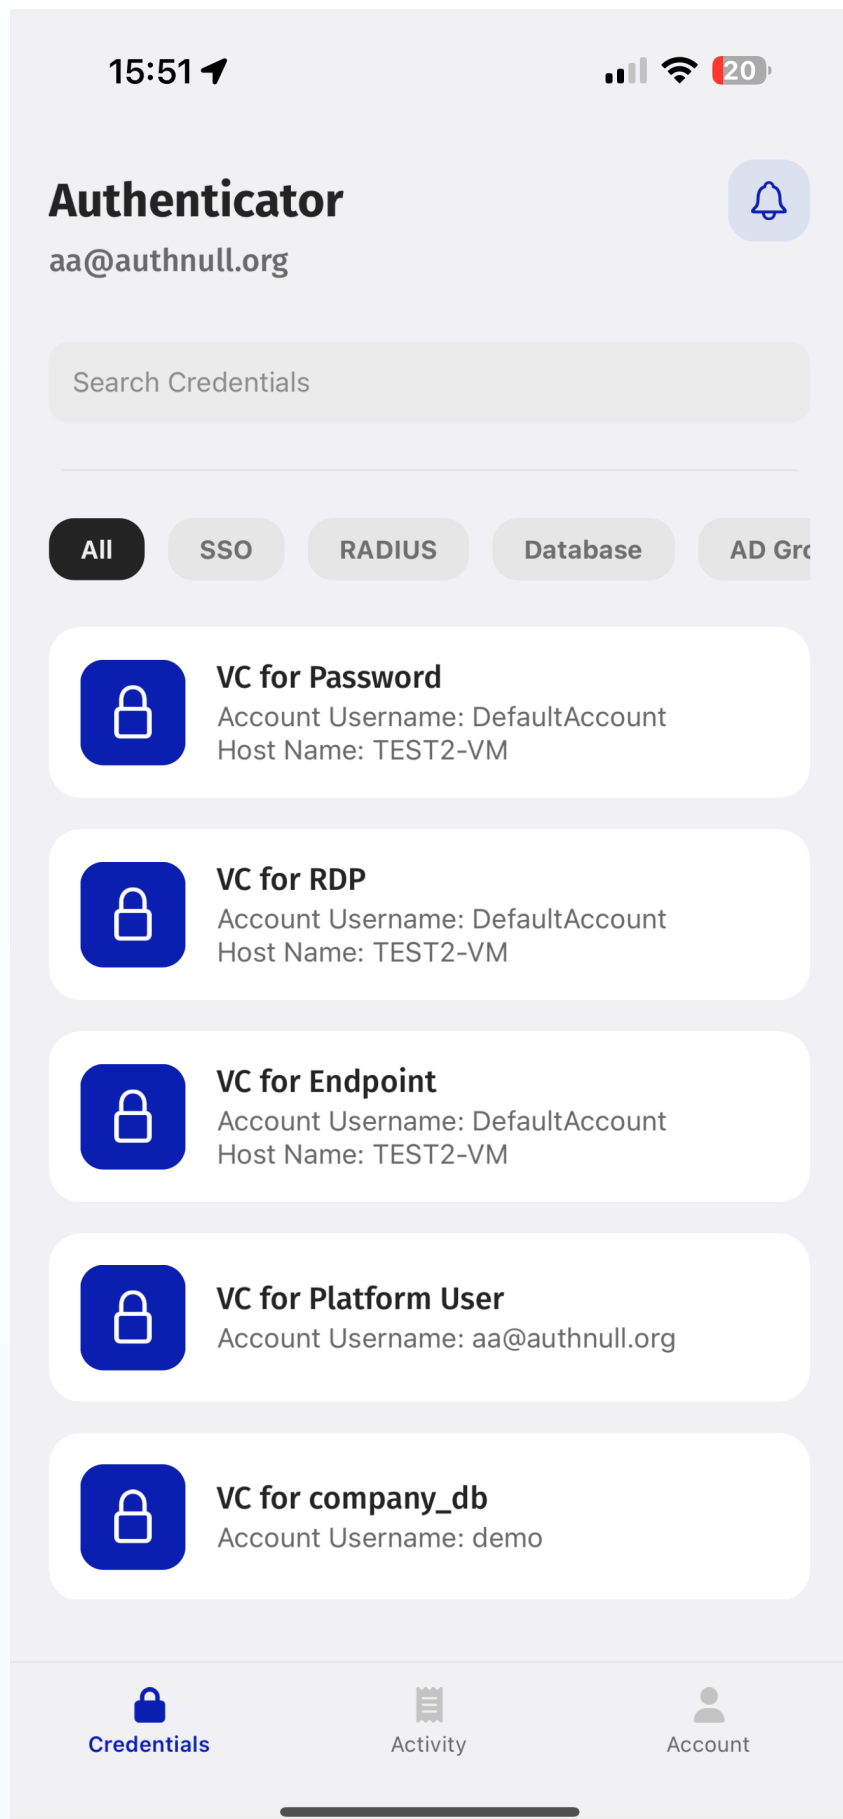 15:51
20
Authenticator
aa@authnull.org
Search Credentials
All SSO RADIUS Database AD Gro
VC for Password
Account Username: DefaultAccount
Host Name: TEST2-VM
VC for RDP
Account Username: DefaultAccount
Host Name: TEST2-VM
VC for Endpoint
Account Username: DefaultAccount
Host Name: TEST2-VM
VC for Platform User
Account Username: aa@authnull.org
VC for company_db
Account Username: demo
Credentials Activity Account